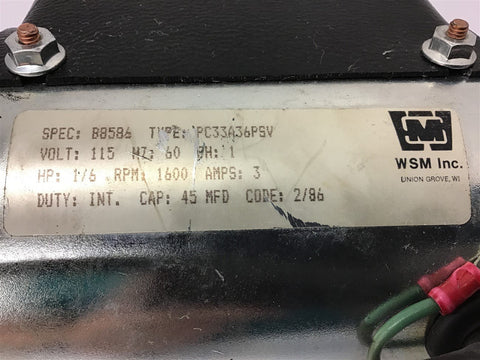 SPEC: B8586 TYPE: PC33A36PSV
VOLT: 115 HZ: 60 PH: 1
HP: 1/6 RPM: 1600 AMPS: 3
DUTY: INT. CAP: 45 MFD CODE: 2/86
WSM Inc.
UNION GROVE, WI